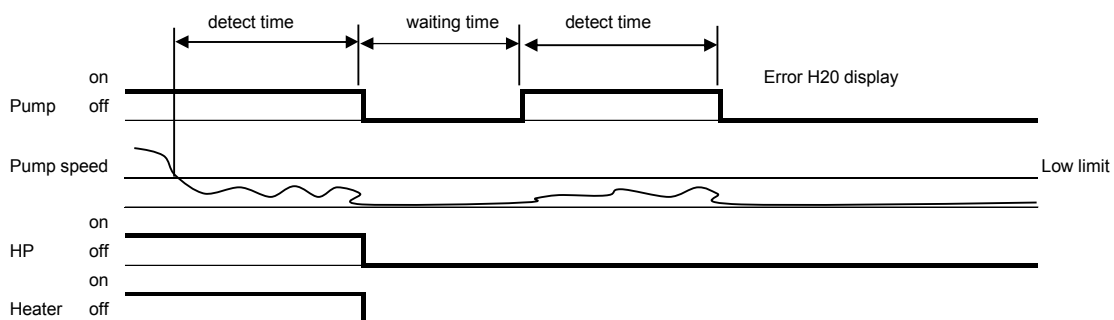 detect time waiting time detect time
on Error H20 display
Pump off
Pump speed Low limit
on
HP off
on
Heater off